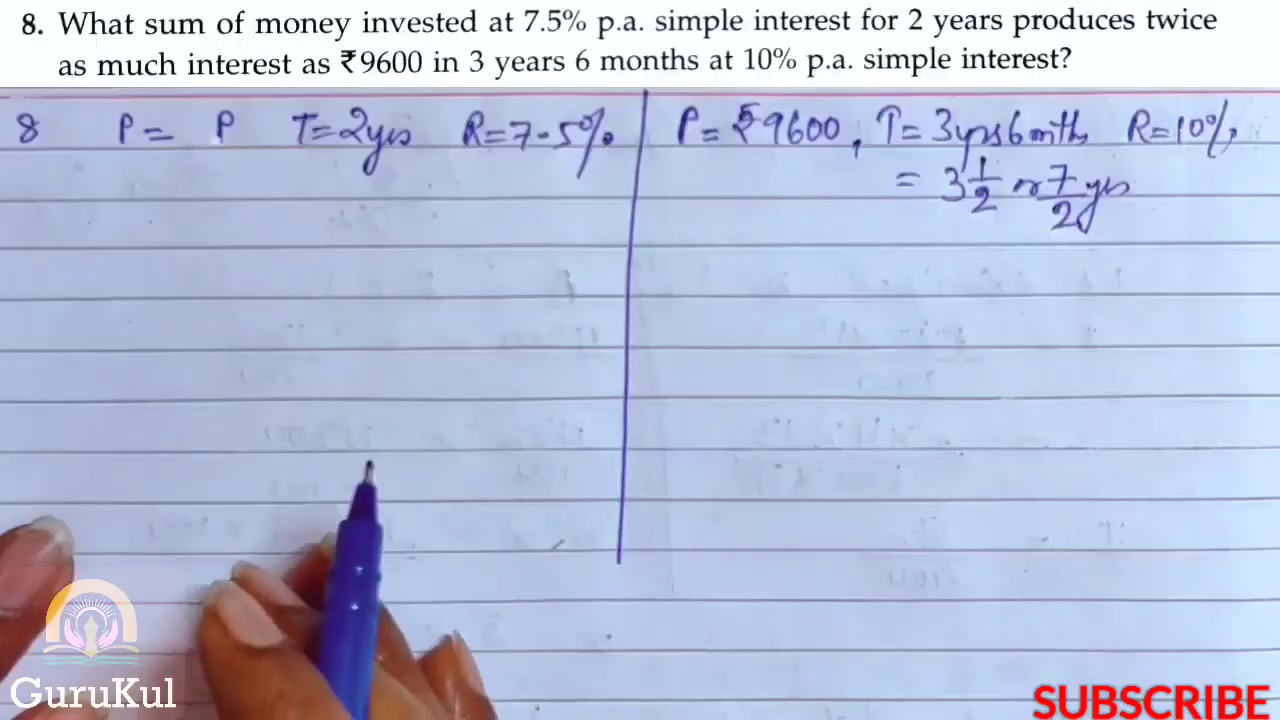 8. What sum of money invested at 7.5% p.a. simple interest for 2 years produces twice
as much interest as ₹9600 in 3 years 6 months at 10% p.a. simple interest?
8 P = P T=2yrs R=7.5%
P= ₹9600, T= 3yrs6mths R=10%
= 3 1/2 or 7/2 yrs
GuruKul
SUBSCRIBE